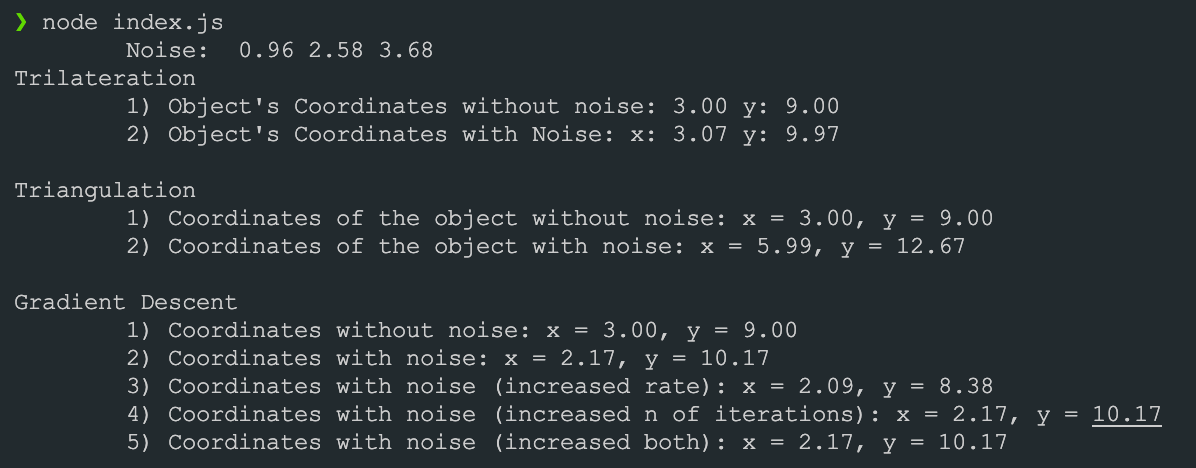 ❯ node index.js
Noise:  0.96 2.58 3.68
Trilateration
1) Object's Coordinates without noise: 3.00 y: 9.00
2) Object's Coordinates with Noise: x: 3.07 y: 9.97
Triangulation
1) Coordinates of the object without noise: x = 3.00, y = 9.00
2) Coordinates of the object with noise: x = 5.99, y = 12.67
Gradient Descent
1) Coordinates without noise: x = 3.00, y = 9.00
2) Coordinates with noise: x = 2.17, y = 10.17
3) Coordinates with noise (increased rate): x = 2.09, y = 8.38
4) Coordinates with noise (increased n of iterations): x = 2.17, y = 10.17
5) Coordinates with noise (increased both): x = 2.17, y = 10.17